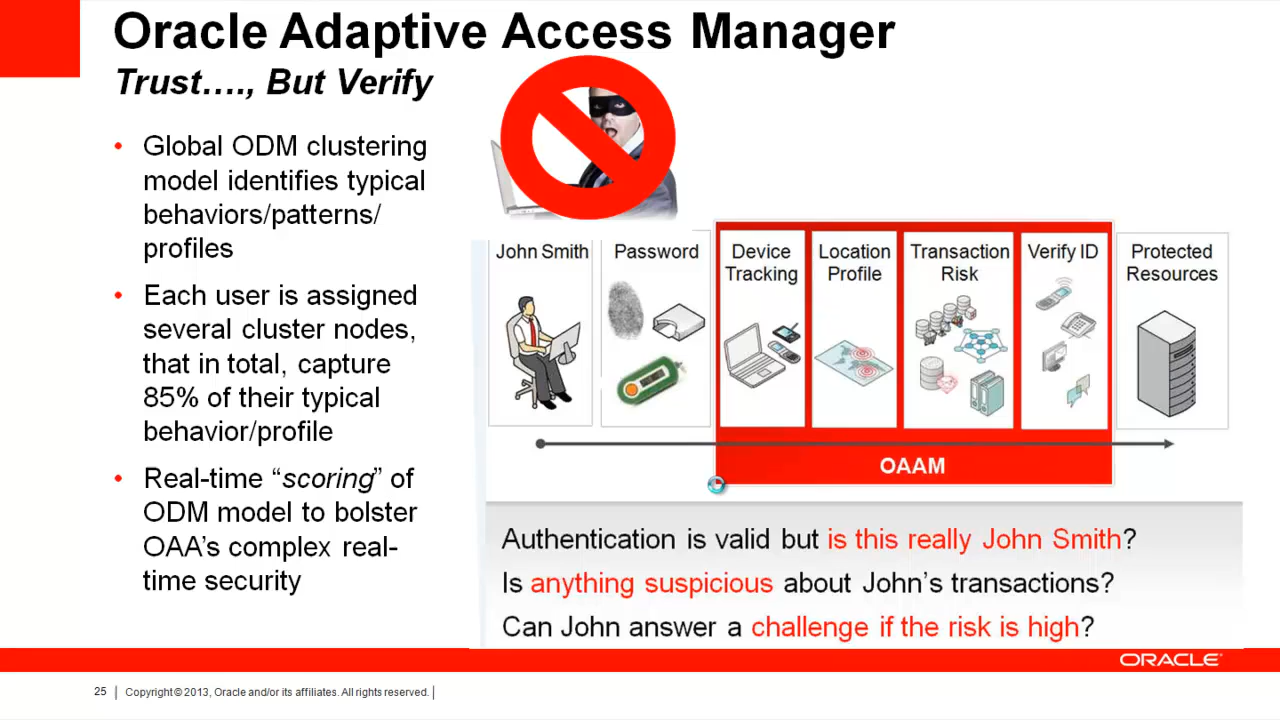 Oracle Adaptive Access Manager
Trust…., But Verify
• Global ODM clustering
model identifies typical
behaviors/patterns/
profiles
• Each user is assigned
several cluster nodes,
that in total, capture
85% of their typical
behavior/profile
• Real-time “scoring” of
ODM model to bolster
OAA’s complex real-
time security
John Smith
Password
Device
Tracking
Location
Profile
Transaction
Risk
Verify ID
Protected
Resources
OAAM
Authentication is valid but is this really John Smith?
Is anything suspicious about John’s transactions?
Can John answer a challenge if the risk is high?
ORACLE®
25 | Copyright © 2013, Oracle and/or its affiliates. All rights reserved. |